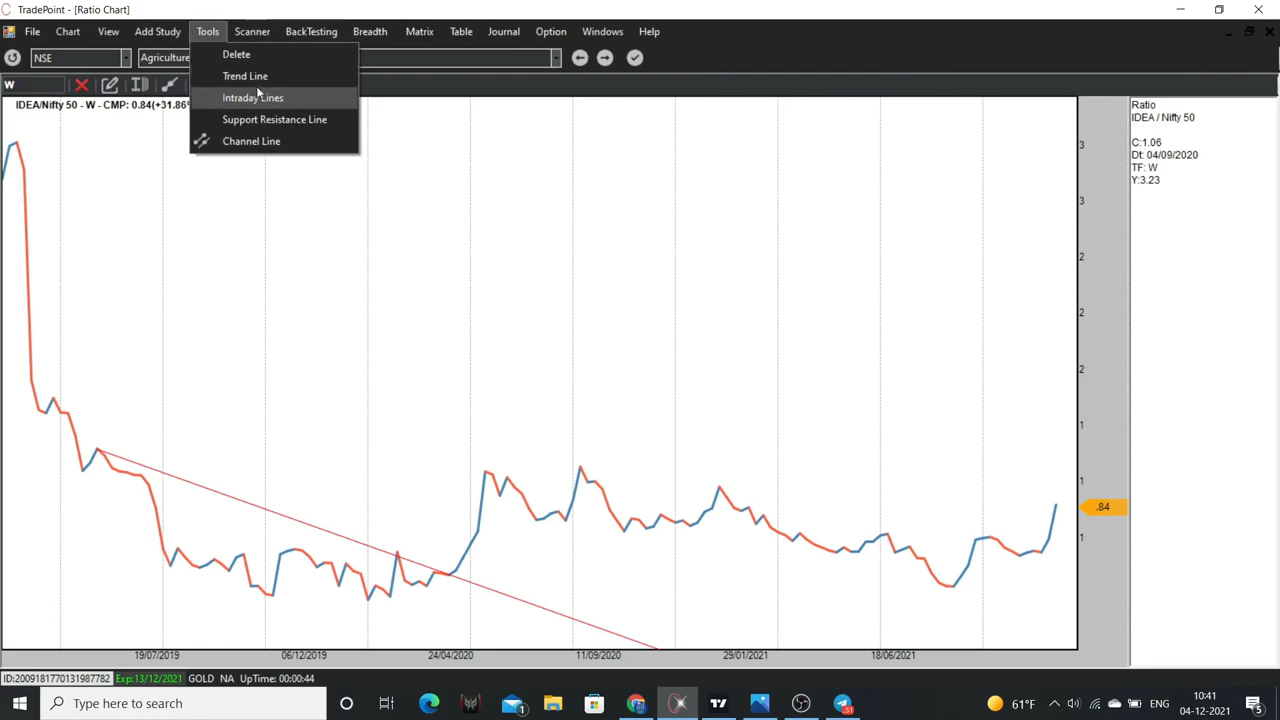 TradePoint - [Ratio Chart]
File Chart View Add Study Tools Scanner BackTesting Breadth Matrix Table Journal Option Windows Help
NSE Agriculture
W
Delete
Trend Line
Intraday Lines
Support Resistance Line
Channel Line
IDEA/Nifty 50 - W - CMP: 0.84(+31.86
Ratio
IDEA / Nifty 50
C:1.06
Dt: 04/09/2020
TF: W
Y:3.23
3
3
2
2
2
1
1
.84
1
19/07/2019 06/12/2019 24/04/2020 11/09/2020 29/01/2021 18/06/2021
ID:2009181770131987782 Exp:13/12/2021 GOLD NA UpTime: 00:00:44
Type here to search
1
51
61°F
ENG
10:41
04-12-2021
5